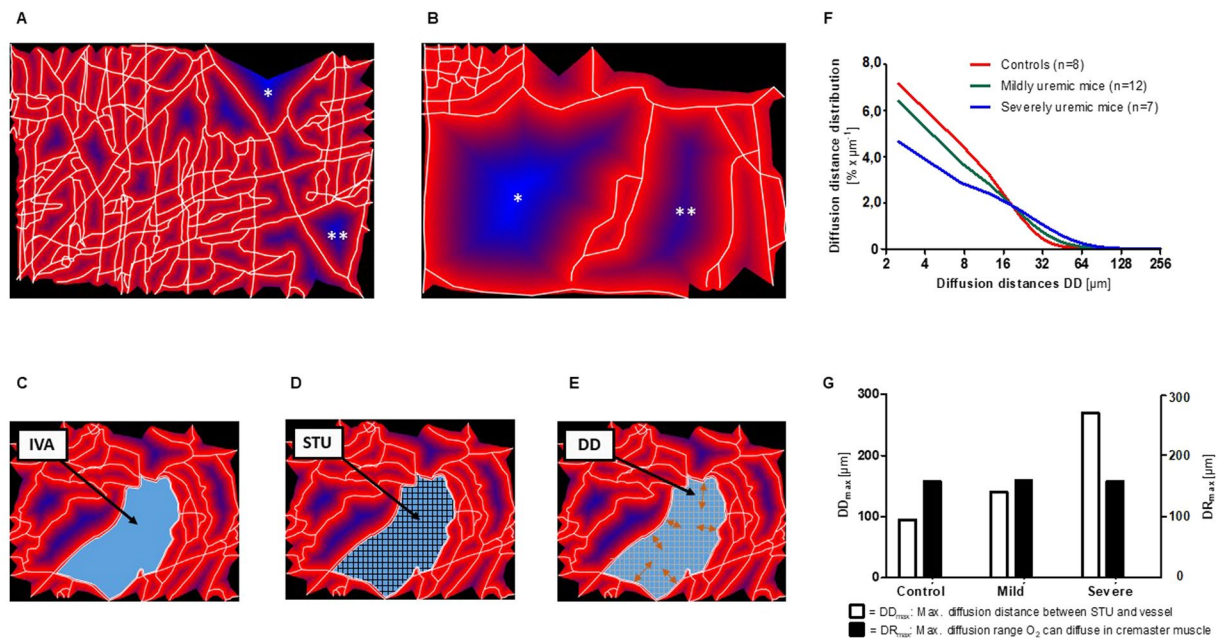 A
B
F
*
**
*
**
8,0
6,0
4,0
2,0
0
Diffusion distance distribution
[% x µm⁻¹]
Controls (n=8)
Mildly uremic mice (n=12)
Severely uremic mice (n=7)
2 4 8 16 32 64 128 256
Diffusion distances DD [µm]
C
D
E
G
IVA
STU
DD
300
200
100
0
DDmax [µm]
300
200
100
0
DRmax [µm]
Control Mild Severe
= DDmax: Max. diffusion distance between STU and vessel
= DRmax: Max. diffusion range O₂ can diffuse in cremaster muscle